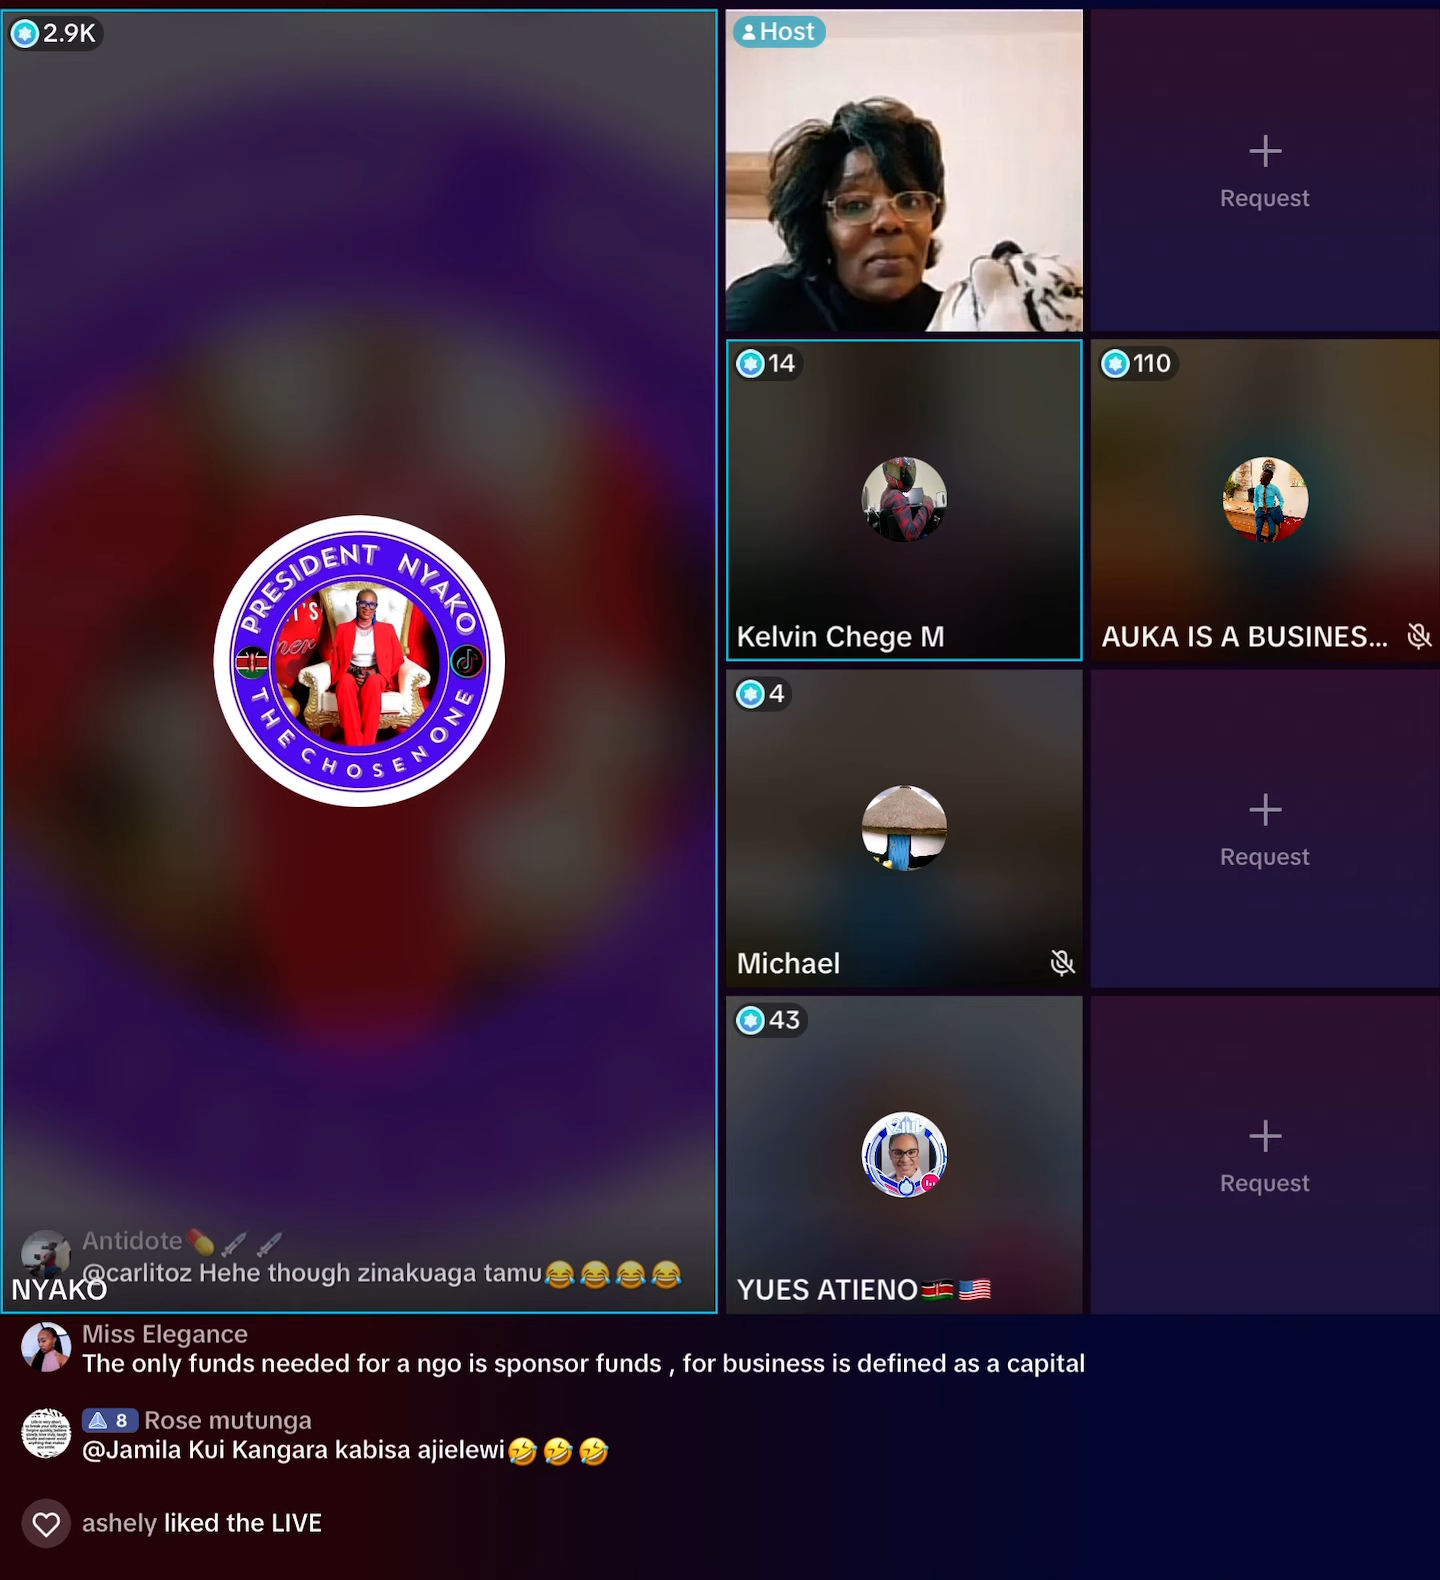 2.9K
Host
Request
PRESIDENT NYAKO
THE CHOSEN ONE
14
Kelvin Chege M
110
AUKA IS A BUSINES...
4
Michael
Request
43
YUES ATIENO🇰🇪🇺🇸
Request
Antidote💊🚀🚀
@carlitoz Hehe though zinakuaga tamu😂😂😂😂
NYAKO
Miss Elegance
The only funds needed for a ngo is sponsor funds , for business is defined as a capital
8 Rose mutunga
@Jamila Kui Kangara kabisa ajielewi🤣🤣🤣
ashely liked the LIVE